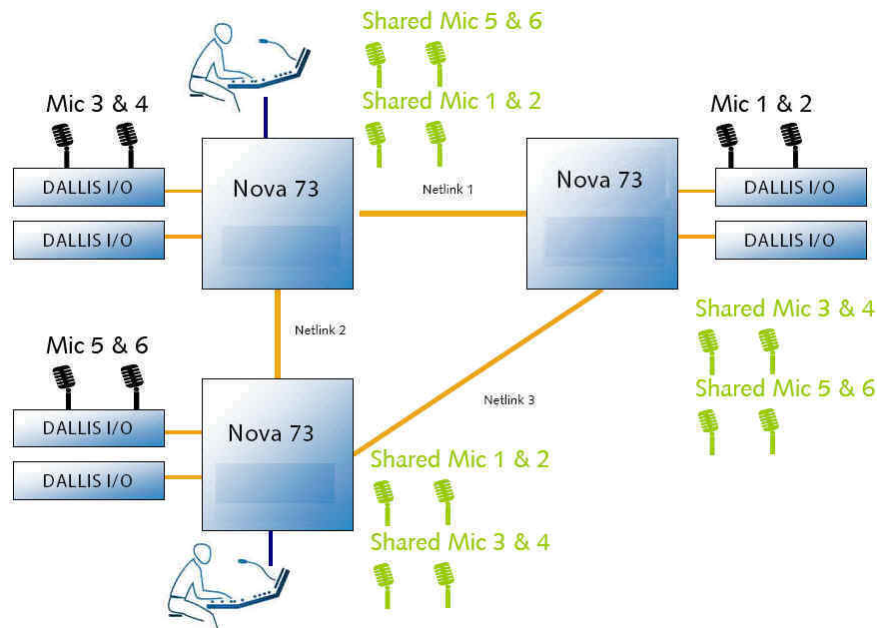 Shared Mic 5 & 6
Mic 3 & 4
Shared Mic 1 & 2
Mic 1 & 2
DALLIS I/O
Nova 73
Netlink 1
Nova 73
DALLIS I/O
DALLIS I/O
DALLIS I/O
Shared Mic 3 & 4
Netlink 2
Mic 5 & 6
Shared Mic 5 & 6
Netlink 3
DALLIS I/O
Nova 73
Shared Mic 1 & 2
DALLIS I/O
Shared Mic 3 & 4